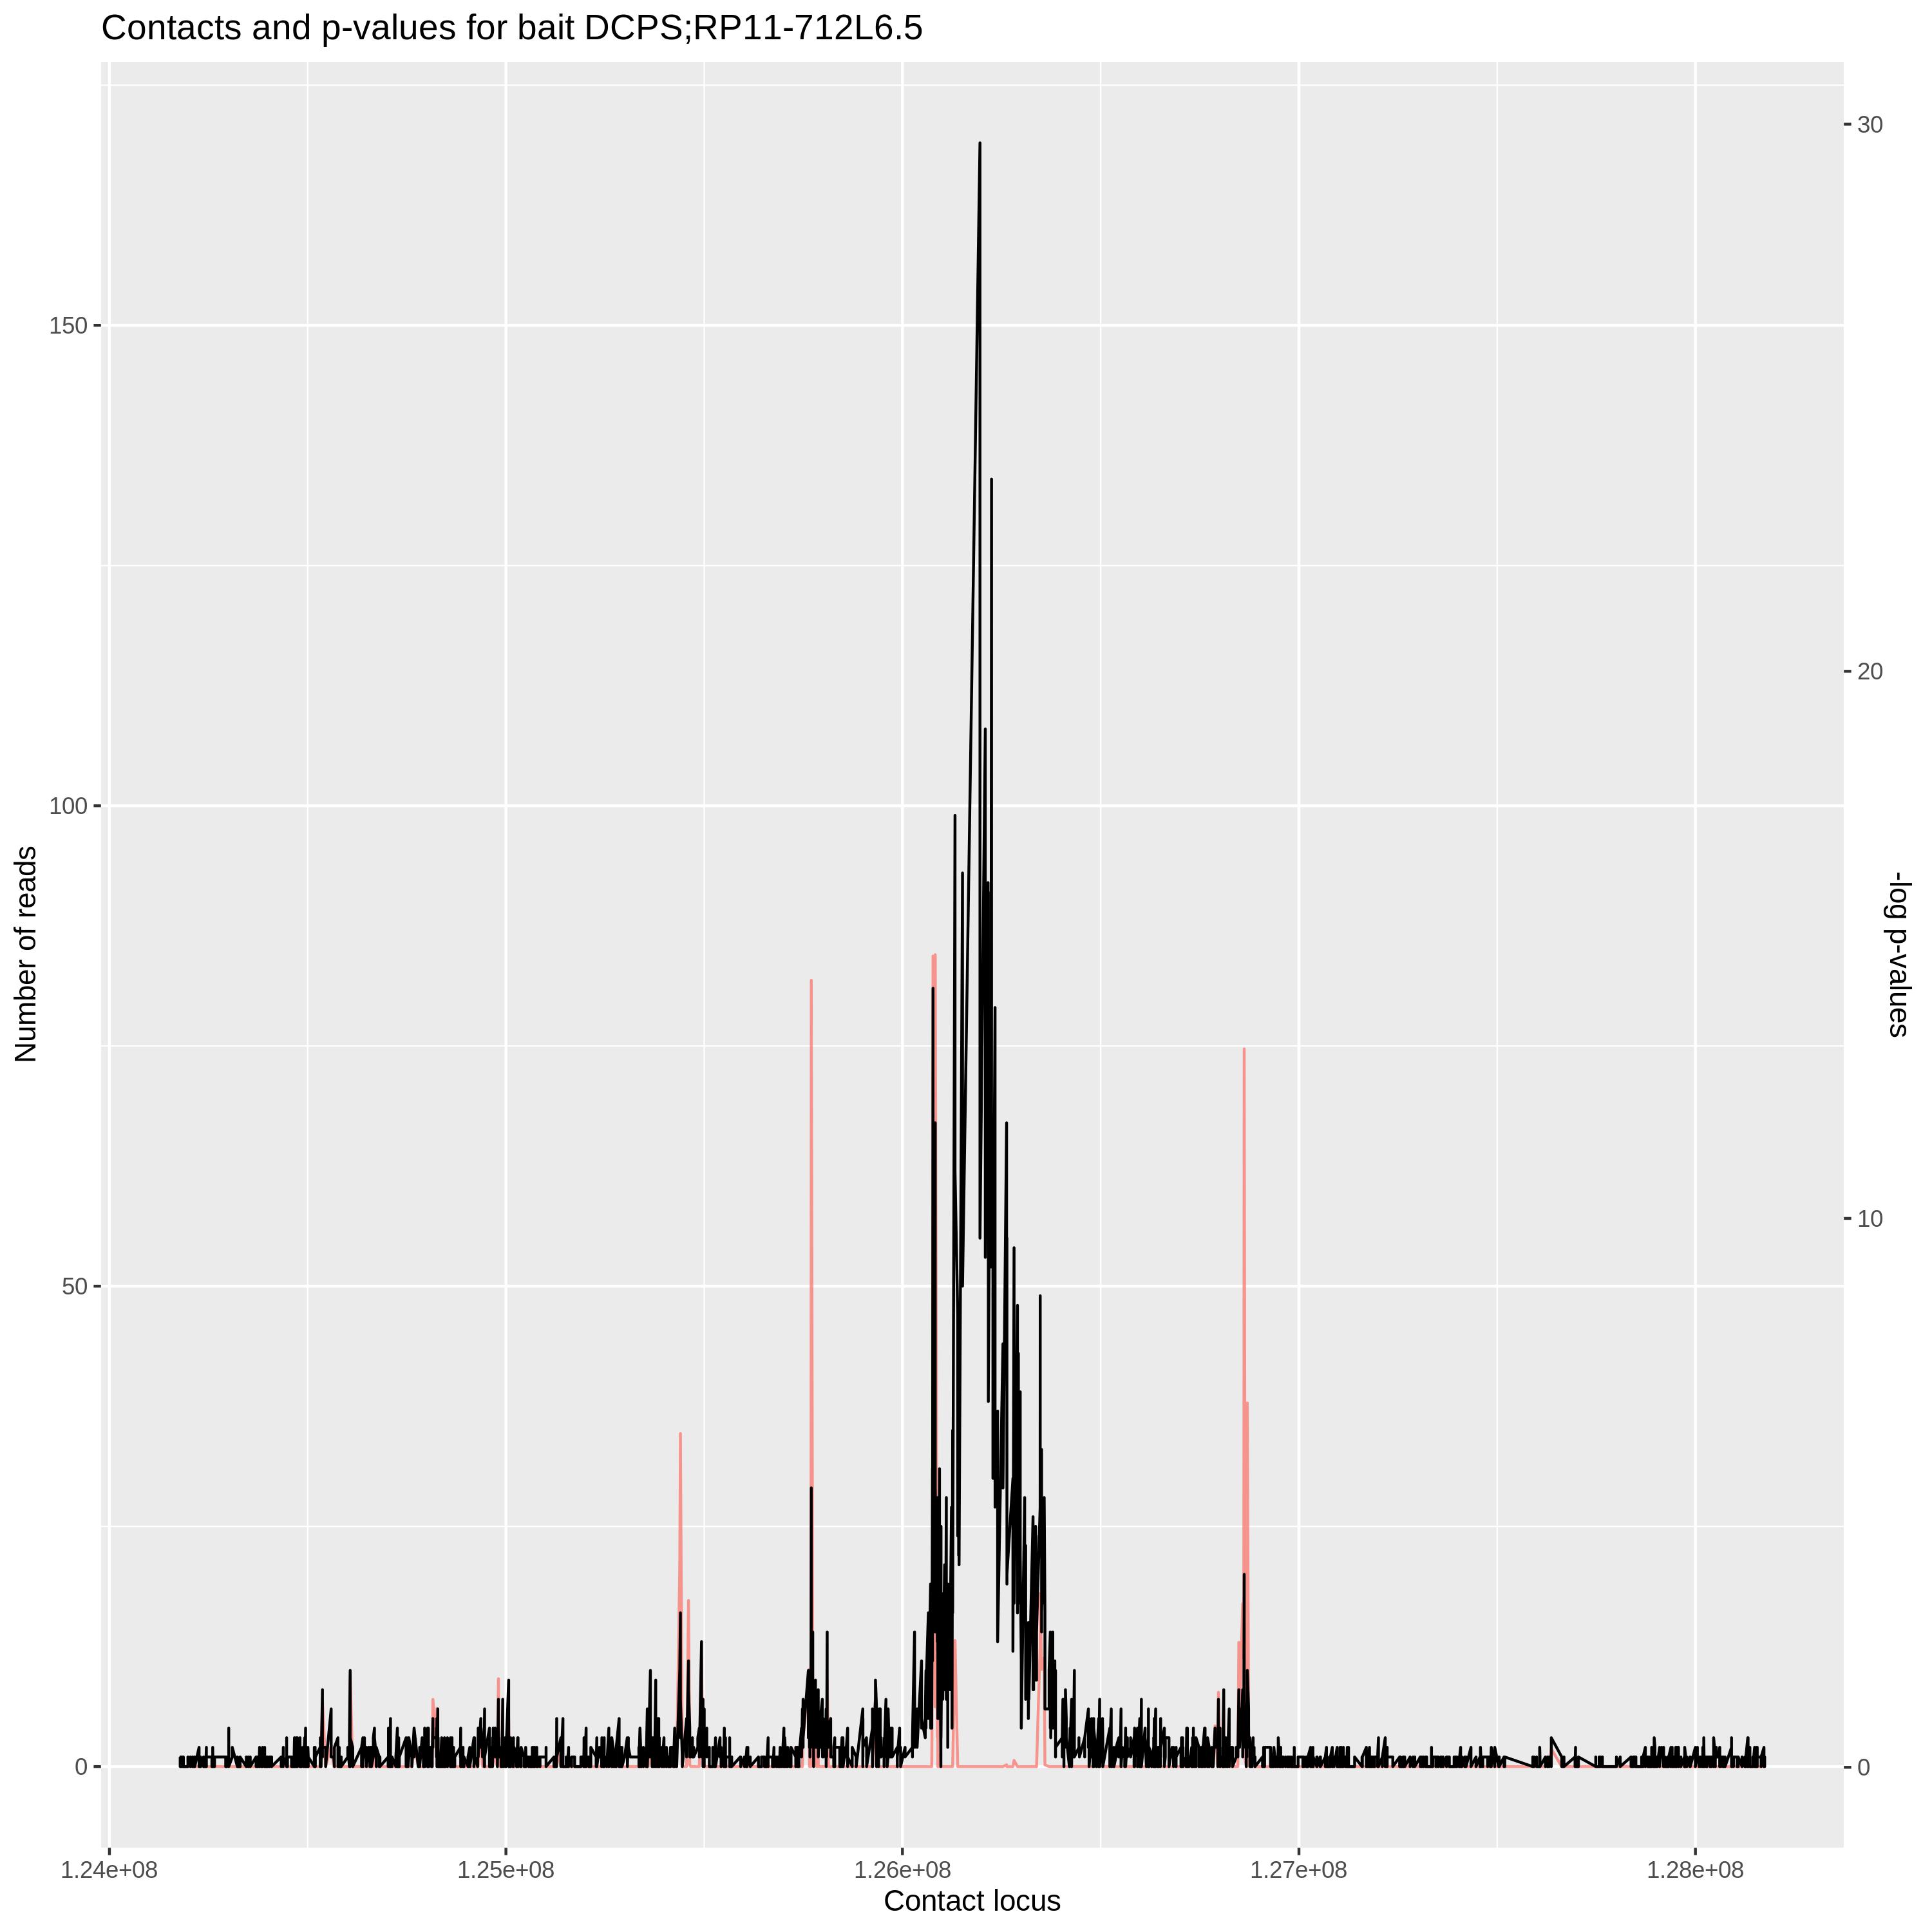 Contacts and p-values for bait DCPS;RP11-712L6.5
30
150
20
100
Number of reads
-log p-values
10
50
0
0
1.24e+08
1.25e+08
1.26e+08
1.27e+08
1.28e+08
Contact locus